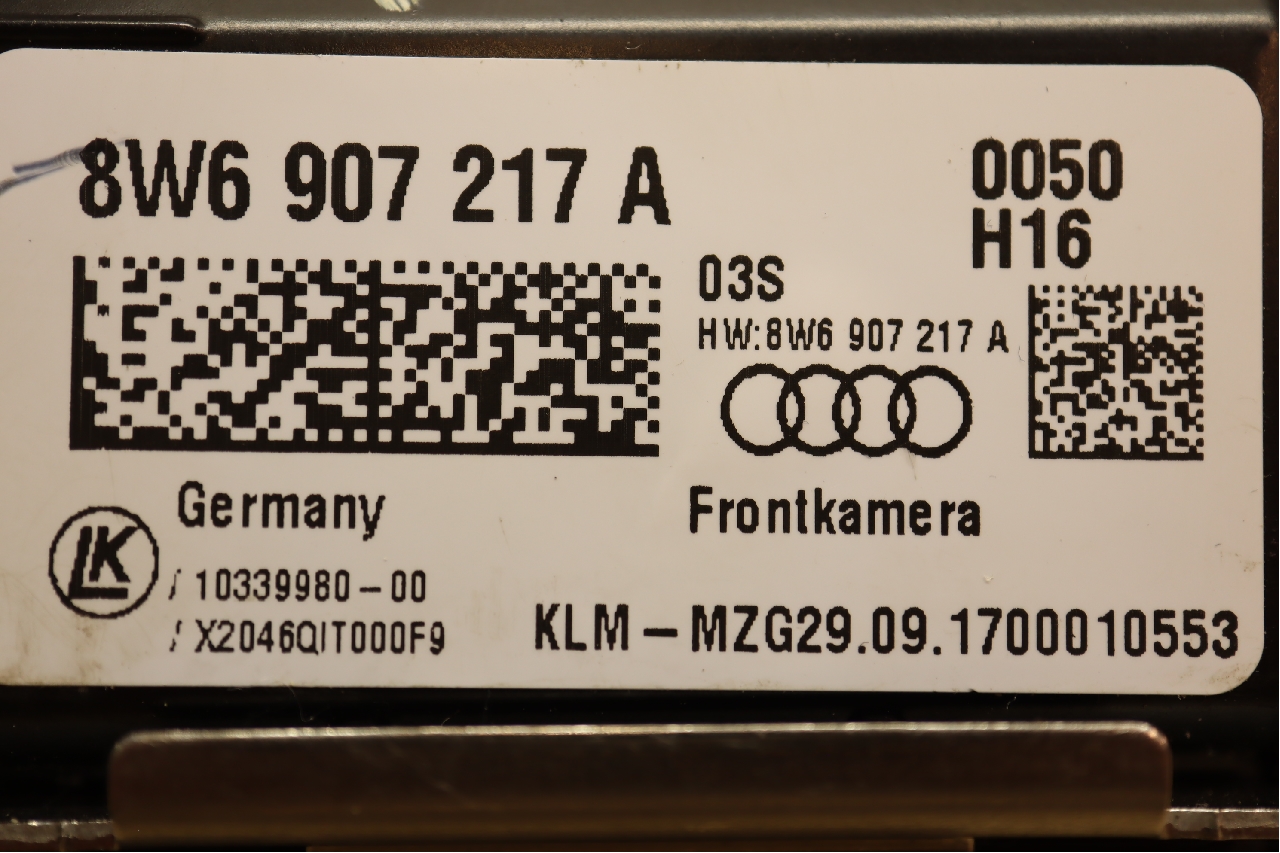 8W6 907 217 A
0050
H16
03S
HW:8W6 907 217 A
Germany
Frontkamera
LK
/ 10339980-00
/ X2046QIT000F9
KLM-MZG29.09.1700010553